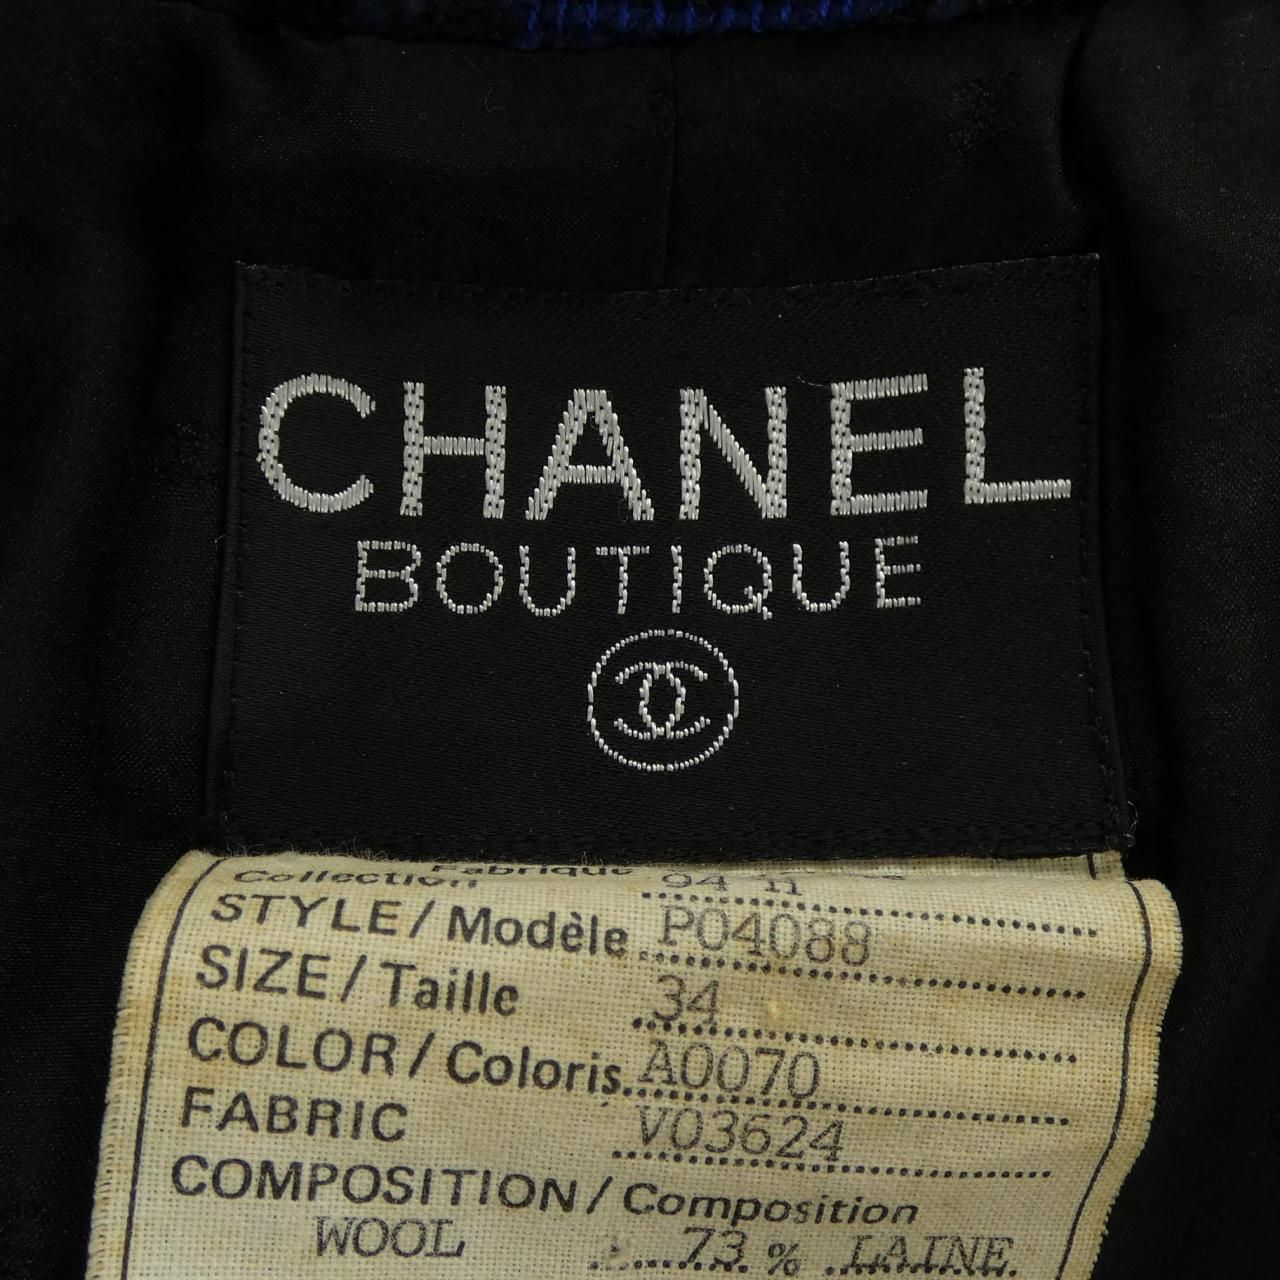 CHANEL
BOUTIQUE
Fabrique
Collection 94
STYLE/Modèle P04088
SIZE/Taille 34
COLOR/Coloris A0070
FABRIC V03624
COMPOSITION/Composition
WOOL 73 % LAINE